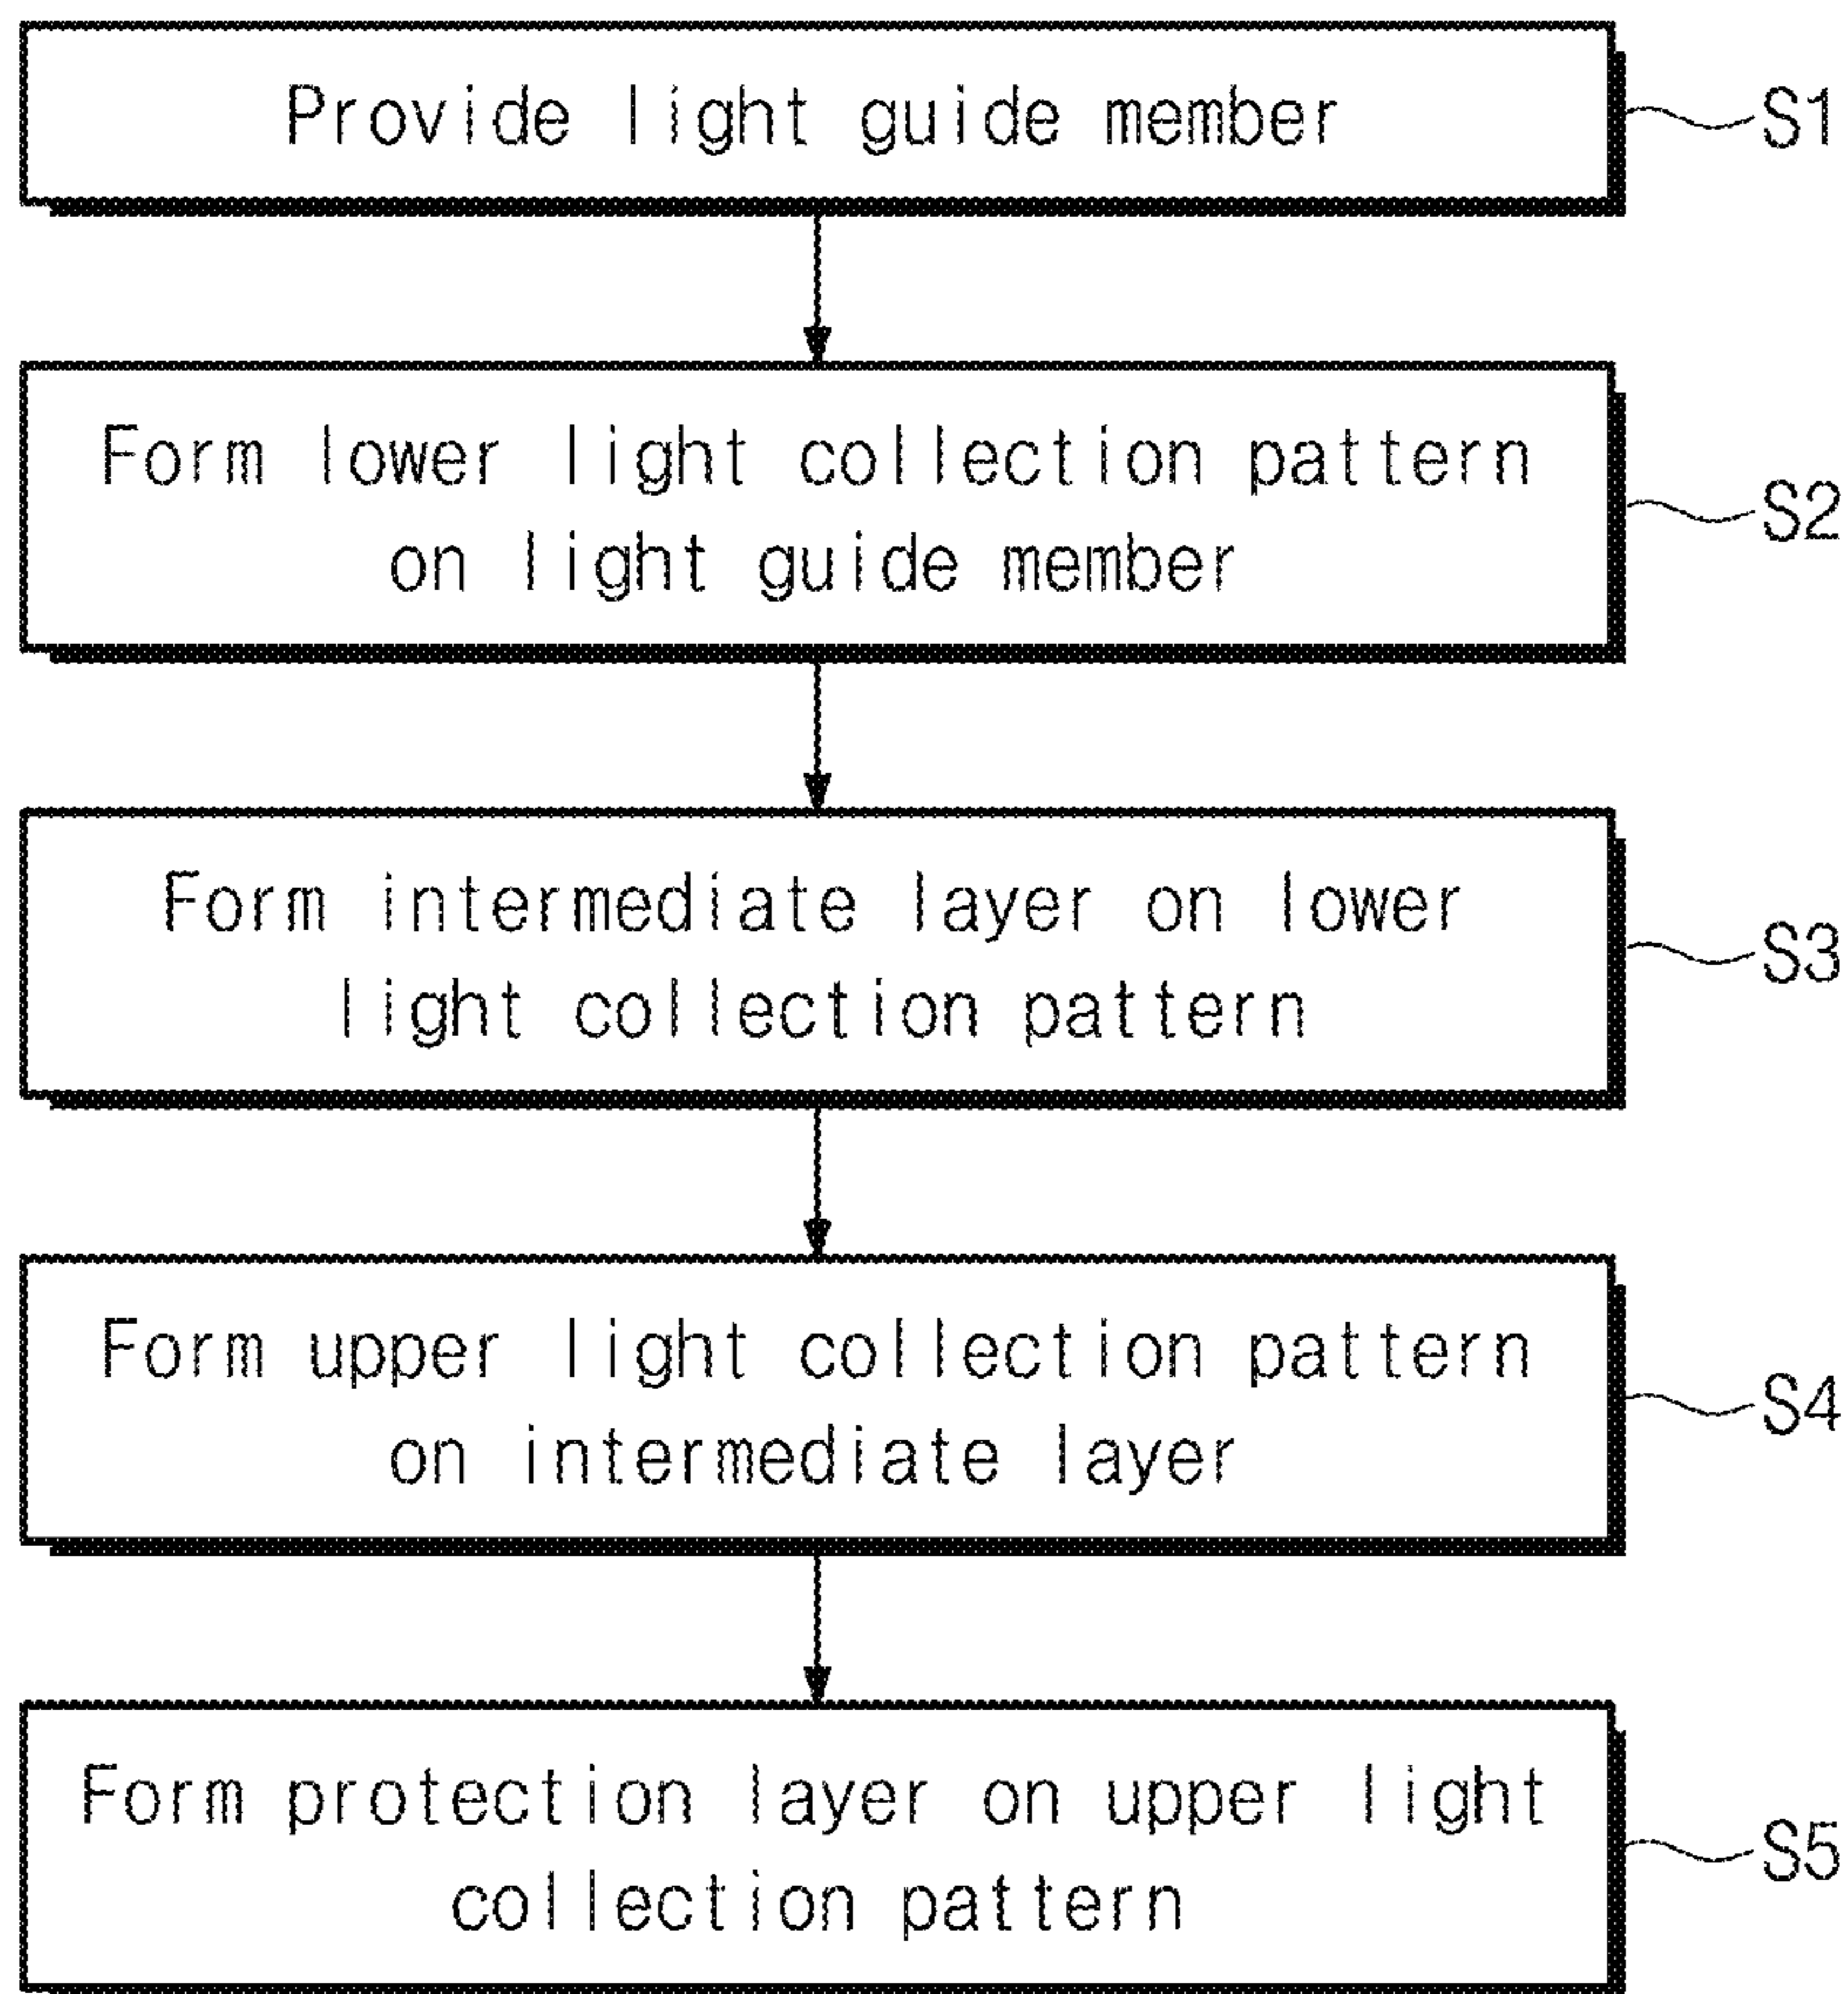 Provide light guide member
S1
Form lower light collection pattern
on light guide member
S2
Form intermediate layer on lower
light collection pattern
S3
Form upper light collection pattern
on intermediate layer
S4
Form protection layer on upper light
collection pattern
S5